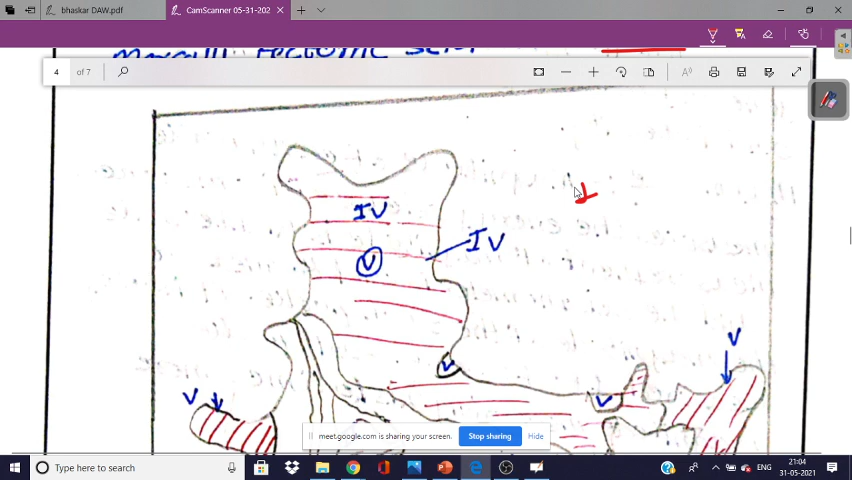 bhaskar DAW.pdf
CamScanner 05-31-202
4 of 7
IV
V
IV
V
V
V
V
meet.google.com is sharing your screen. Stop sharing Hide
Type here to search
ENG
21:04
31-05-2021